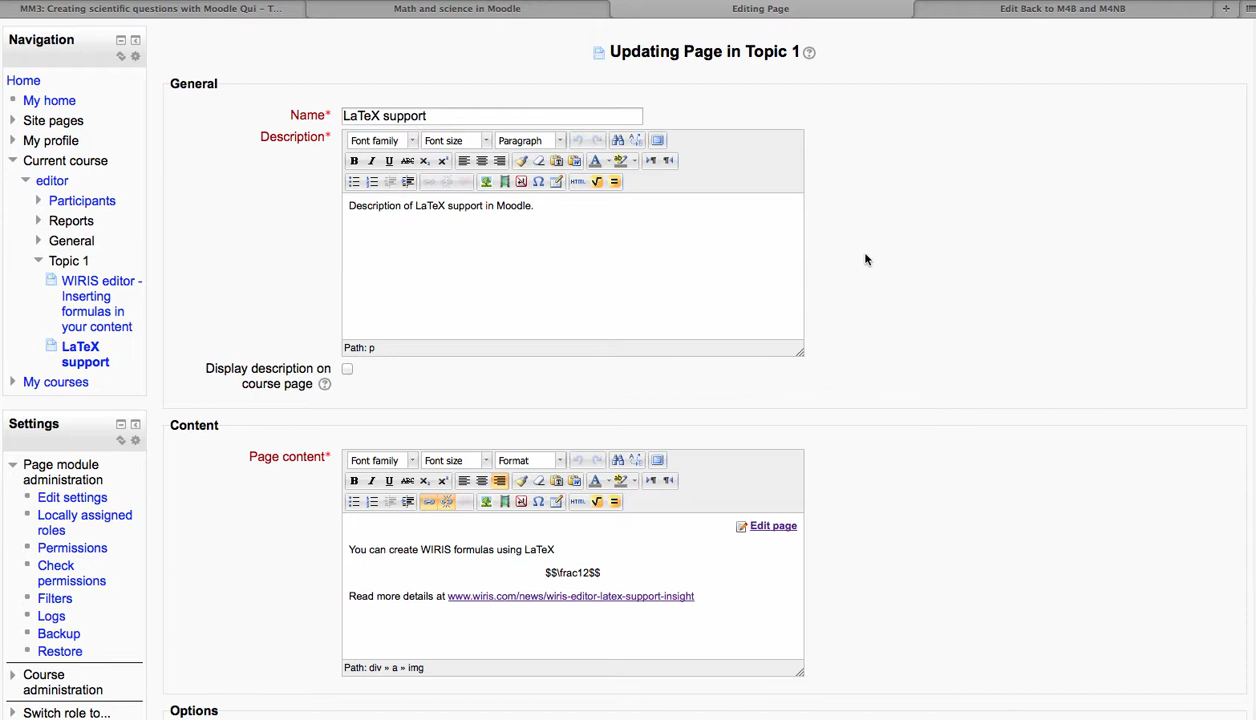 MM3: Creating scientific questions with Moodle Qui – T...
Math and science in Moodle
Editing Page
Edit Back to M4B and M4NB
Navigation
Home
My home
Site pages
My profile
Current course
editor
Participants
Reports
General
Topic 1
WIRIS editor -
Inserting
formulas in
your content
LaTeX
support
My courses
Settings
Page module
administration
Edit settings
Locally assigned
roles
Permissions
Check
permissions
Filters
Logs
Backup
Restore
Course
administration
Switch role to...
Updating Page in Topic 1
General
Name*
LaTeX support
Description*
Font family
Font size
Paragraph
B I U ABC
HTML
Description of LaTeX support in Moodle.
Path: p
Display description on
course page
Content
Page content*
Font family
Font size
Format
B I U ABC
HTML
Edit page
You can create WIRIS formulas using LaTeX
$$\frac12$$
Read more details at www.wiris.com/news/wiris-editor-latex-support-insight
Path: div » a » img
Options